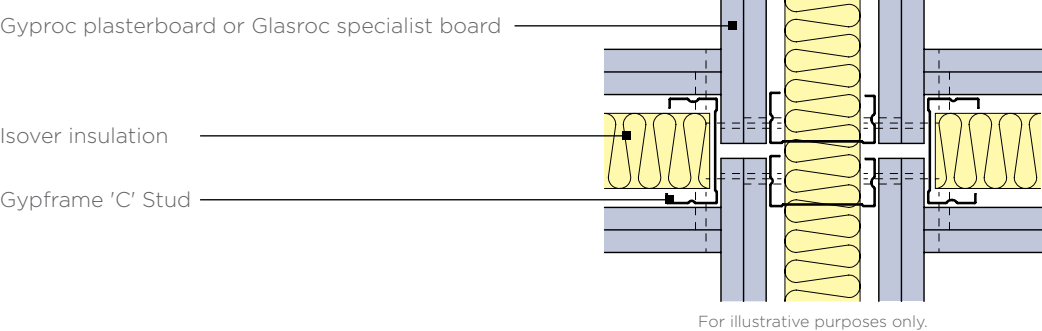 Gyproc plasterboard or Glasroc specialist board
Isover insulation
Gypframe 'C' Stud
For illustrative purposes only.